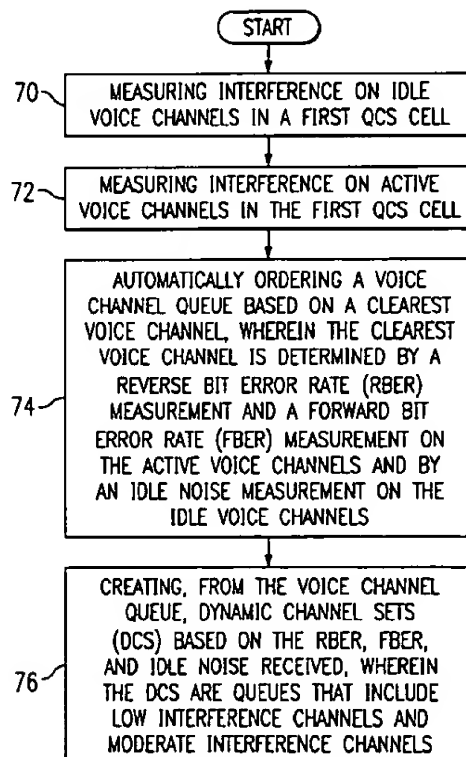 START
70
MEASURING INTERFERENCE ON IDLE
VOICE CHANNELS IN A FIRST QCS CELL
72
MEASURING INTERFERENCE ON ACTIVE
VOICE CHANNELS IN THE FIRST QCS CELL
74
AUTOMATICALLY ORDERING A VOICE
CHANNEL QUEUE BASED ON A CLEAREST
VOICE CHANNEL, WHEREIN THE CLEAREST
VOICE CHANNEL IS DETERMINED BY A
REVERSE BIT ERROR RATE (RBER)
MEASUREMENT AND A FORWARD BIT
ERROR RATE (FBER) MEASUREMENT ON
THE ACTIVE VOICE CHANNELS AND BY
AN IDLE NOISE MEASUREMENT ON THE
IDLE VOICE CHANNELS
76
CREATING, FROM THE VOICE CHANNEL
QUEUE, DYNAMIC CHANNEL SETS
(DCS) BASED ON THE RBER, FBER,
AND IDLE NOISE RECEIVED, WHEREIN
THE DCS ARE QUEUES THAT INCLUDE
LOW INTERFERENCE CHANNELS AND
MODERATE INTERFERENCE CHANNELS